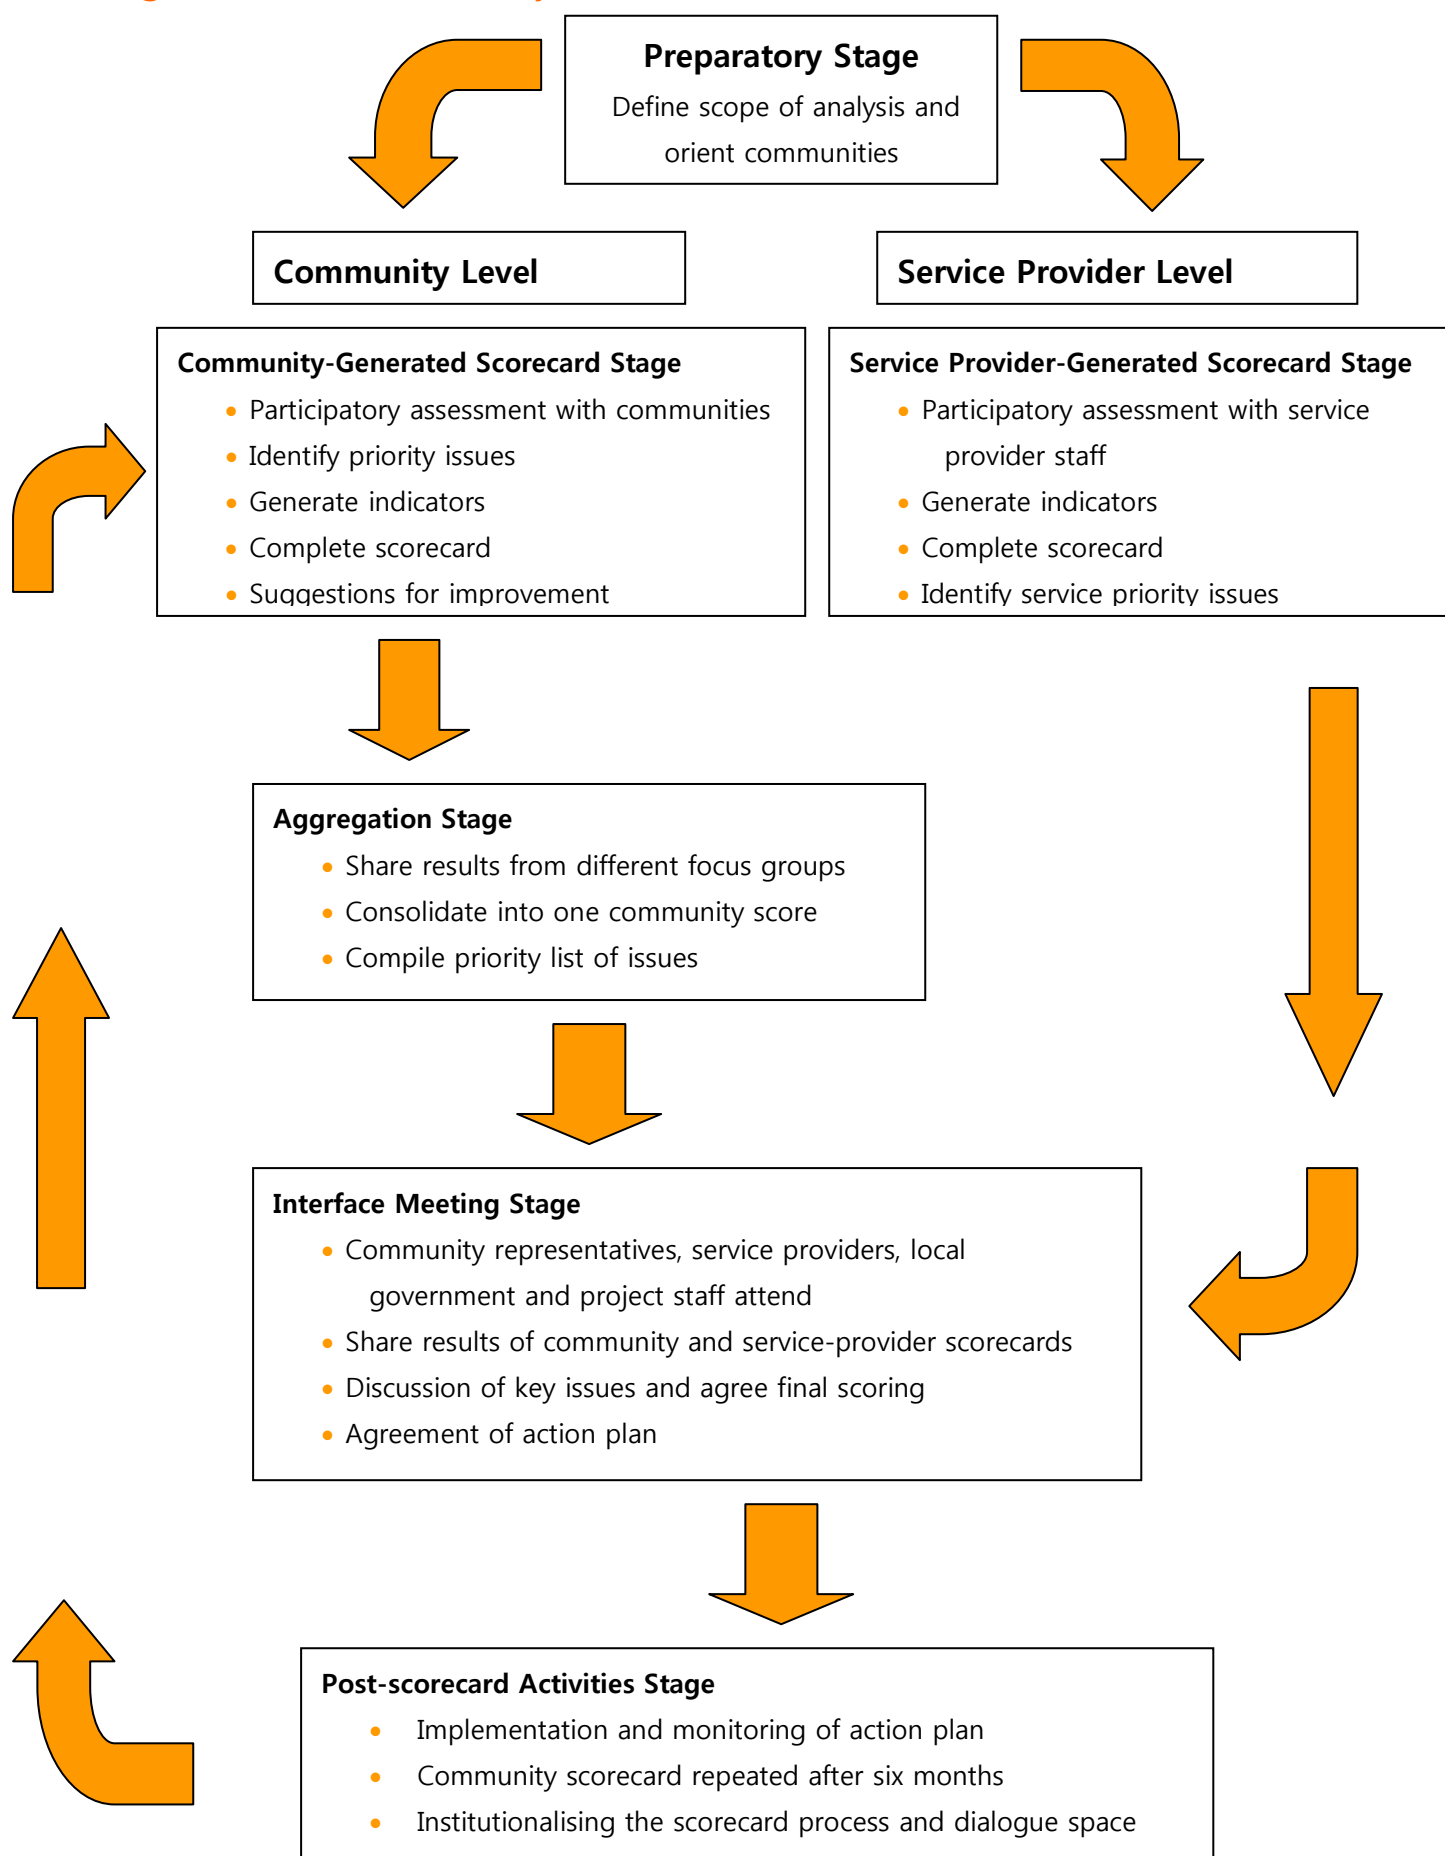 Preparatory Stage
Define scope of analysis and
orient communities
Community Level
Service Provider Level
Community-Generated Scorecard Stage
• Participatory assessment with communities
• Identify priority issues
• Generate indicators
• Complete scorecard
• Suggestions for improvement
Service Provider-Generated Scorecard Stage
• Participatory assessment with service
provider staff
• Generate indicators
• Complete scorecard
• Identify service priority issues
Aggregation Stage
• Share results from different focus groups
• Consolidate into one community score
• Compile priority list of issues
Interface Meeting Stage
• Community representatives, service providers, local
government and project staff attend
• Share results of community and service-provider scorecards
• Discussion of key issues and agree final scoring
• Agreement of action plan
Post-scorecard Activities Stage
• Implementation and monitoring of action plan
• Community scorecard repeated after six months
• Institutionalising the scorecard process and dialogue space